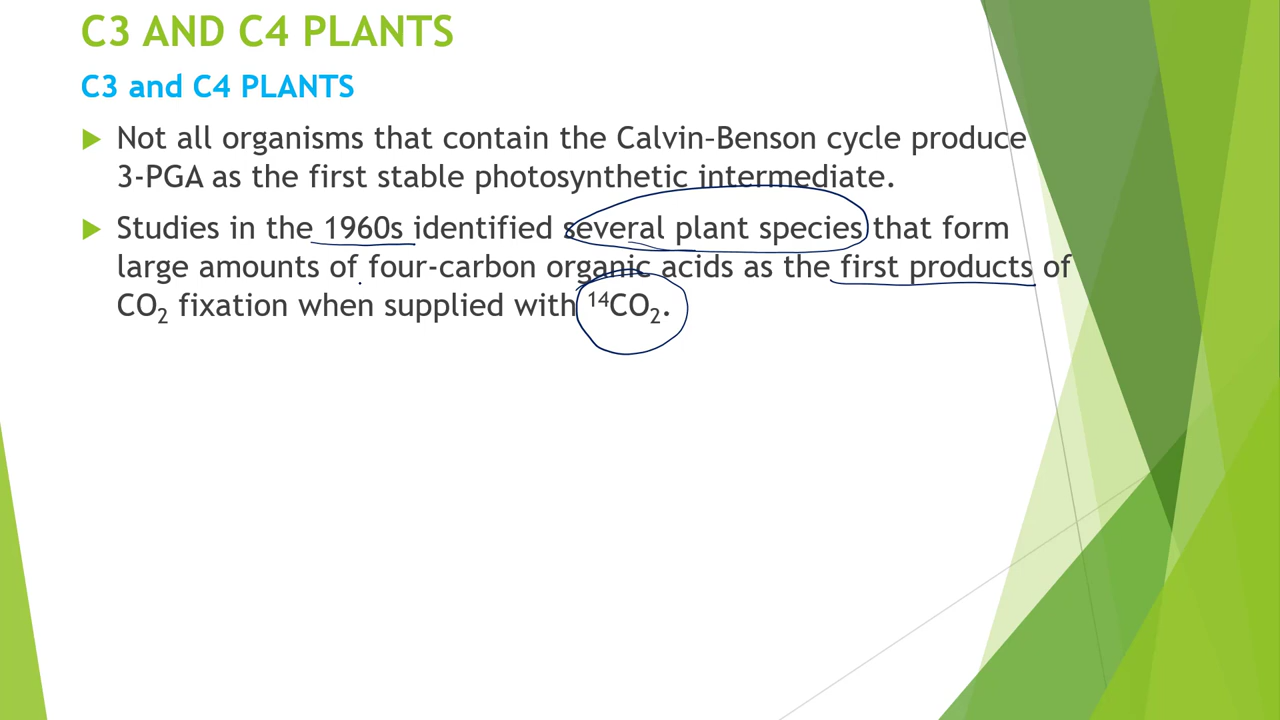 C3 AND C4 PLANTS
C3 and C4 PLANTS
Not all organisms that contain the Calvin–Benson cycle produce
3-PGA as the first stable photosynthetic intermediate.
Studies in the 1960s identified several plant species that form
large amounts of four-carbon organic acids as the first products of
CO₂ fixation when supplied with ¹⁴CO₂.